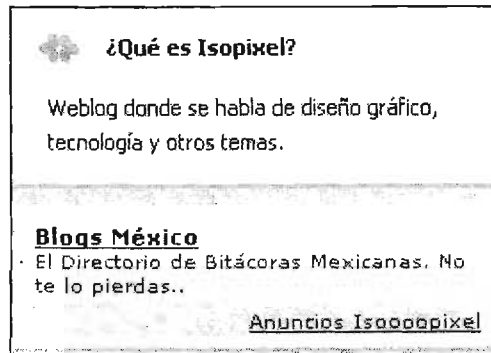 ¿Qué es Isopixel?
Weblog donde se habla de diseño gráfico,
tecnología y otros temas.
Blogs México
El Directorio de Bitácoras Mexicanas. No
te lo pierdas..
Anuncios Isoooopixel